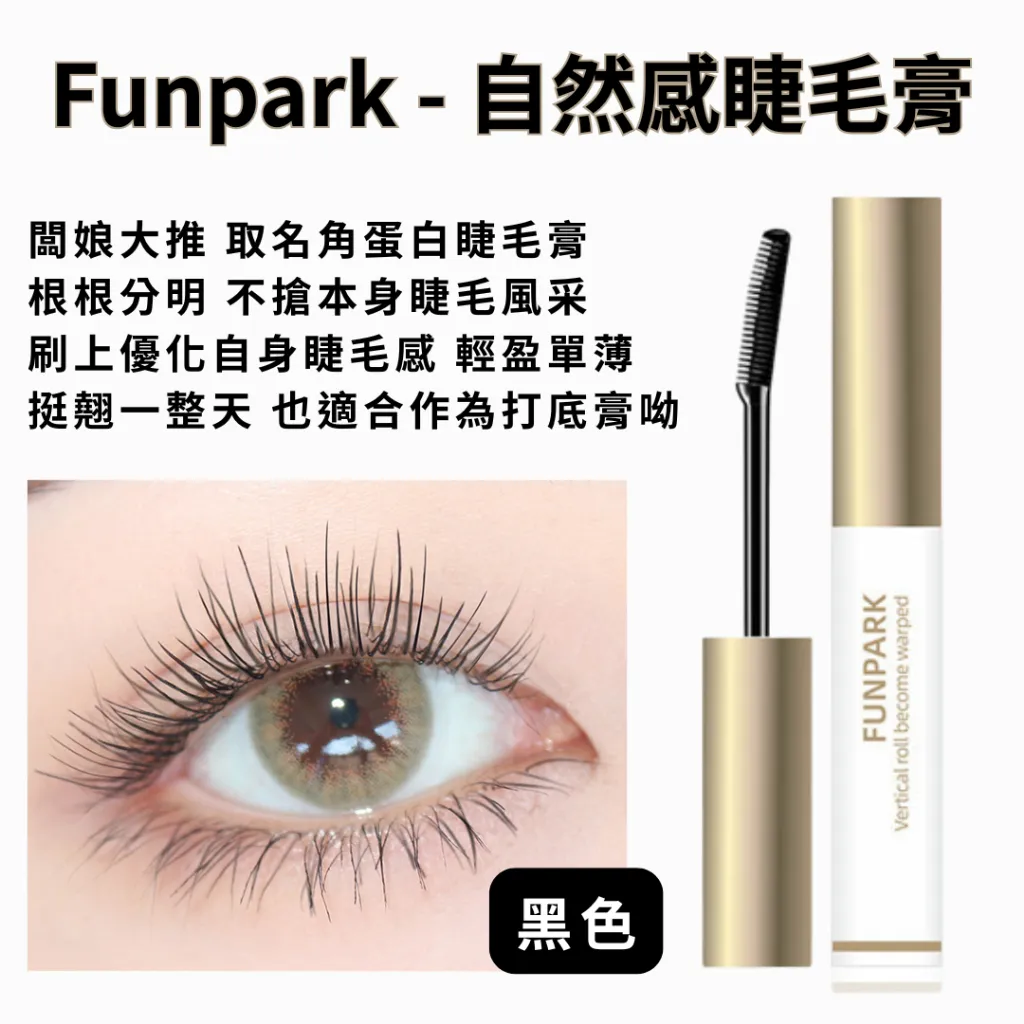 Funpark - 自然感睫毛膏
闆娘大推 取名角蛋白睫毛膏
根根分明 不搶本身睫毛風采
刷上優化自身睫毛感 輕盈單薄
挺翹一整天 也適合作為打底膏呦
FUNPARK
Vertical roll become warped
黑色